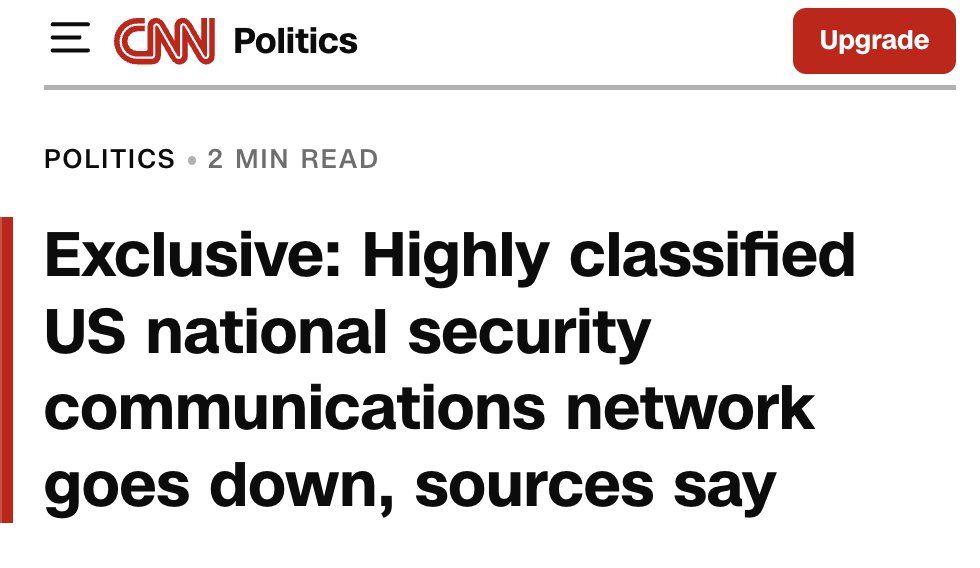 CNN Politics
Upgrade
POLITICS • 2 MIN READ
Exclusive: Highly classified
US national security
communications network
goes down, sources say